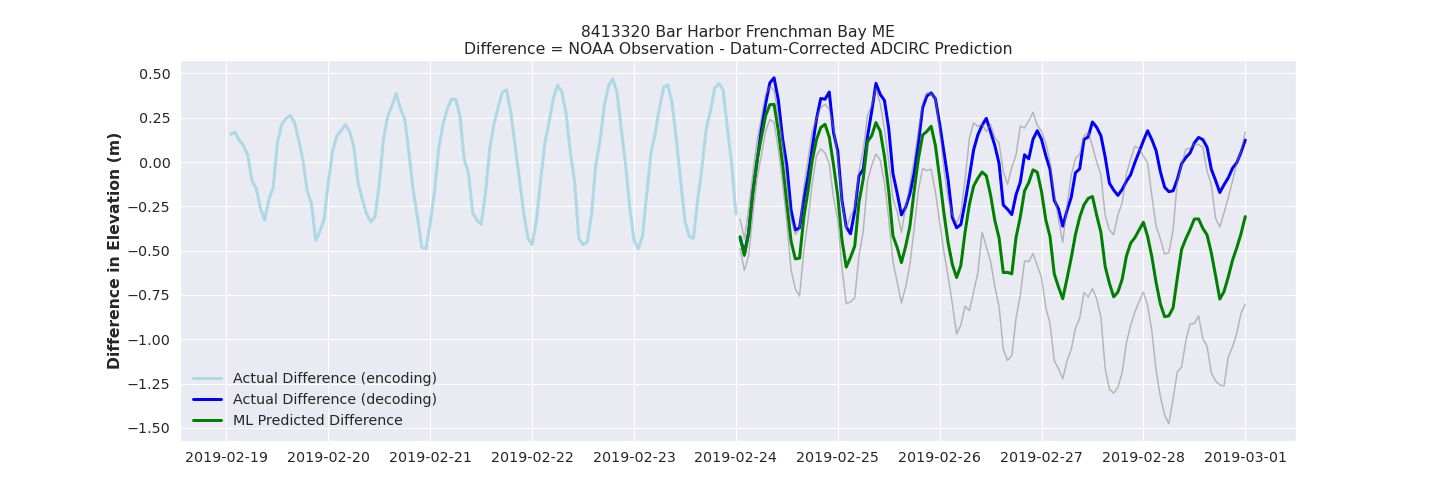 8413320 Bar Harbor Frenchman Bay ME
Difference = NOAA Observation - Datum-Corrected ADCIRC Prediction
Difference in Elevation (m)
0.50
0.25
0.00
−0.25
−0.50
−0.75
−1.00
−1.25
−1.50
Actual Difference (encoding)
Actual Difference (decoding)
ML Predicted Difference
2019-02-19 2019-02-20 2019-02-21 2019-02-22 2019-02-23 2019-02-24 2019-02-25 2019-02-26 2019-02-27 2019-02-28 2019-03-01